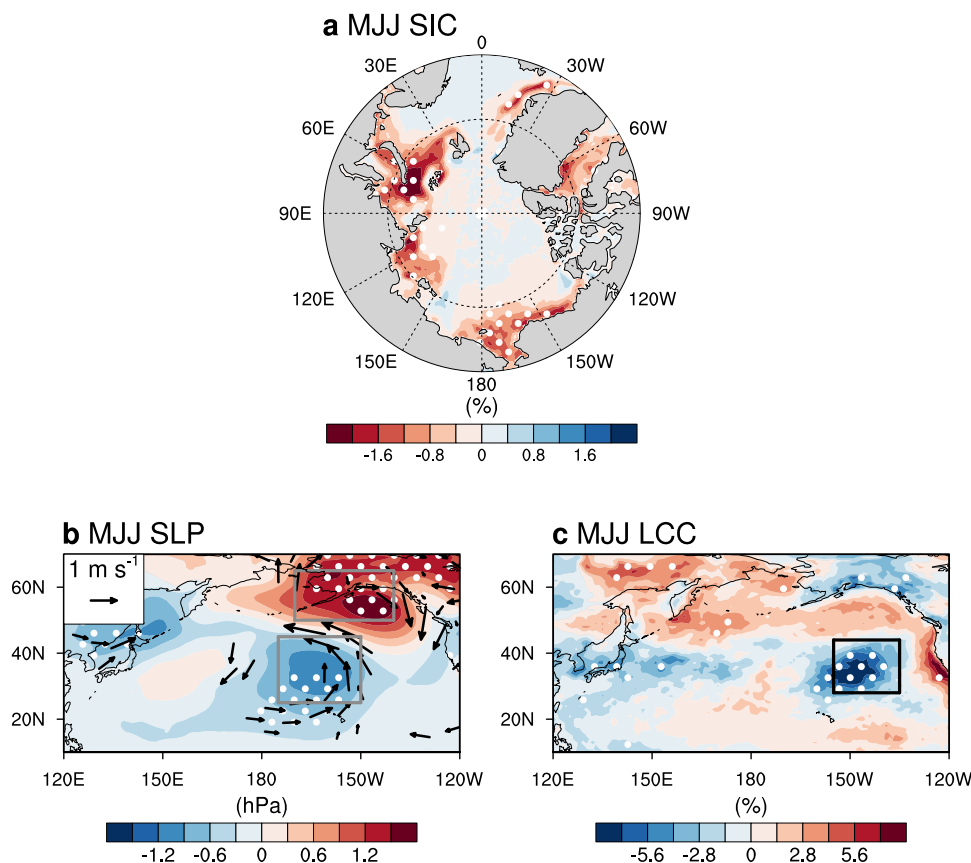 a MJJ SIC
0
30E 30W
60E 60W
90E 90W
120E 120W
150E 150W
180
(%)
-1.6 -0.8 0 0.8 1.6
b MJJ SLP
1 m s⁻¹
60N
40N
20N
120E 150E 180 150W 120W
(hPa)
-1.2 -0.6 0 0.6 1.2
c MJJ LCC
60N
40N
20N
120E 150E 180 150W 120W
(%)
-5.6 -2.8 0 2.8 5.6